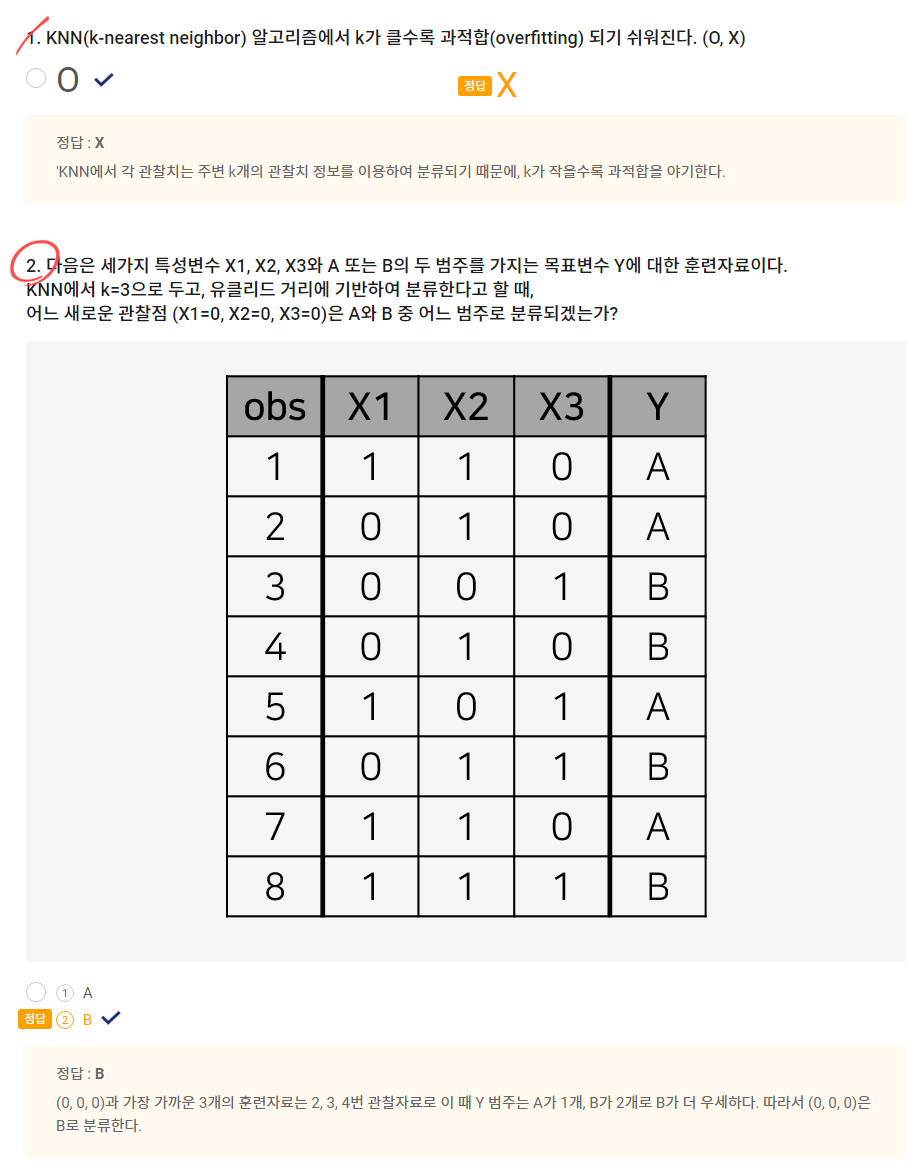 1. KNN(k-nearest neighbor) 알고리즘에서 k가 클수록 과적합(overfitting) 되기 쉬워진다. (O, X)
O 정답 X
정답 : X
'KNN에서 각 관찰치는 주변 k개의 관찰치 정보를 이용하여 분류되기 때문에, k가 작을수록 과적합을 야기한다.
2. 다음은 세가지 특성변수 X1, X2, X3와 A 또는 B의 두 범주를 가지는 목표변수 Y에 대한 훈련자료이다.
KNN에서 k=3으로 두고, 유클리드 거리에 기반하여 분류한다고 할 때,
어느 새로운 관찰점 (X1=0, X2=0, X3=0)은 A와 B 중 어느 범주로 분류되겠는가?
obs X1 X2 X3 Y
1 1 1 0 A
2 0 1 0 A
3 0 0 1 B
4 0 1 0 B
5 1 0 1 A
6 0 1 1 B
7 1 1 0 A
8 1 1 1 B
① A
정답 ② B
정답 : B
(0, 0, 0)과 가장 가까운 3개의 훈련자료는 2, 3, 4번 관찰자료로 이 때 Y 범주는 A가 1개, B가 2개로 B가 더 우세하다. 따라서 (0, 0, 0)은
B로 분류한다.